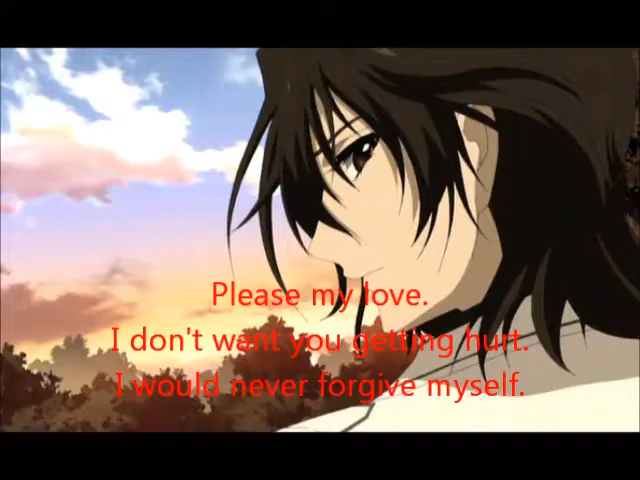 Please my love.
I don't want you getting hurt.
I would never forgive myself.